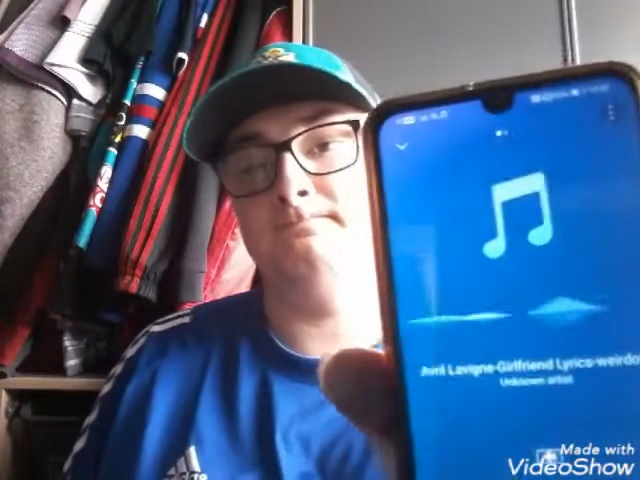 Avril Lavigne-Girlfriend Lyrics-weirdo
Unknown artist
Made with
VideoShow